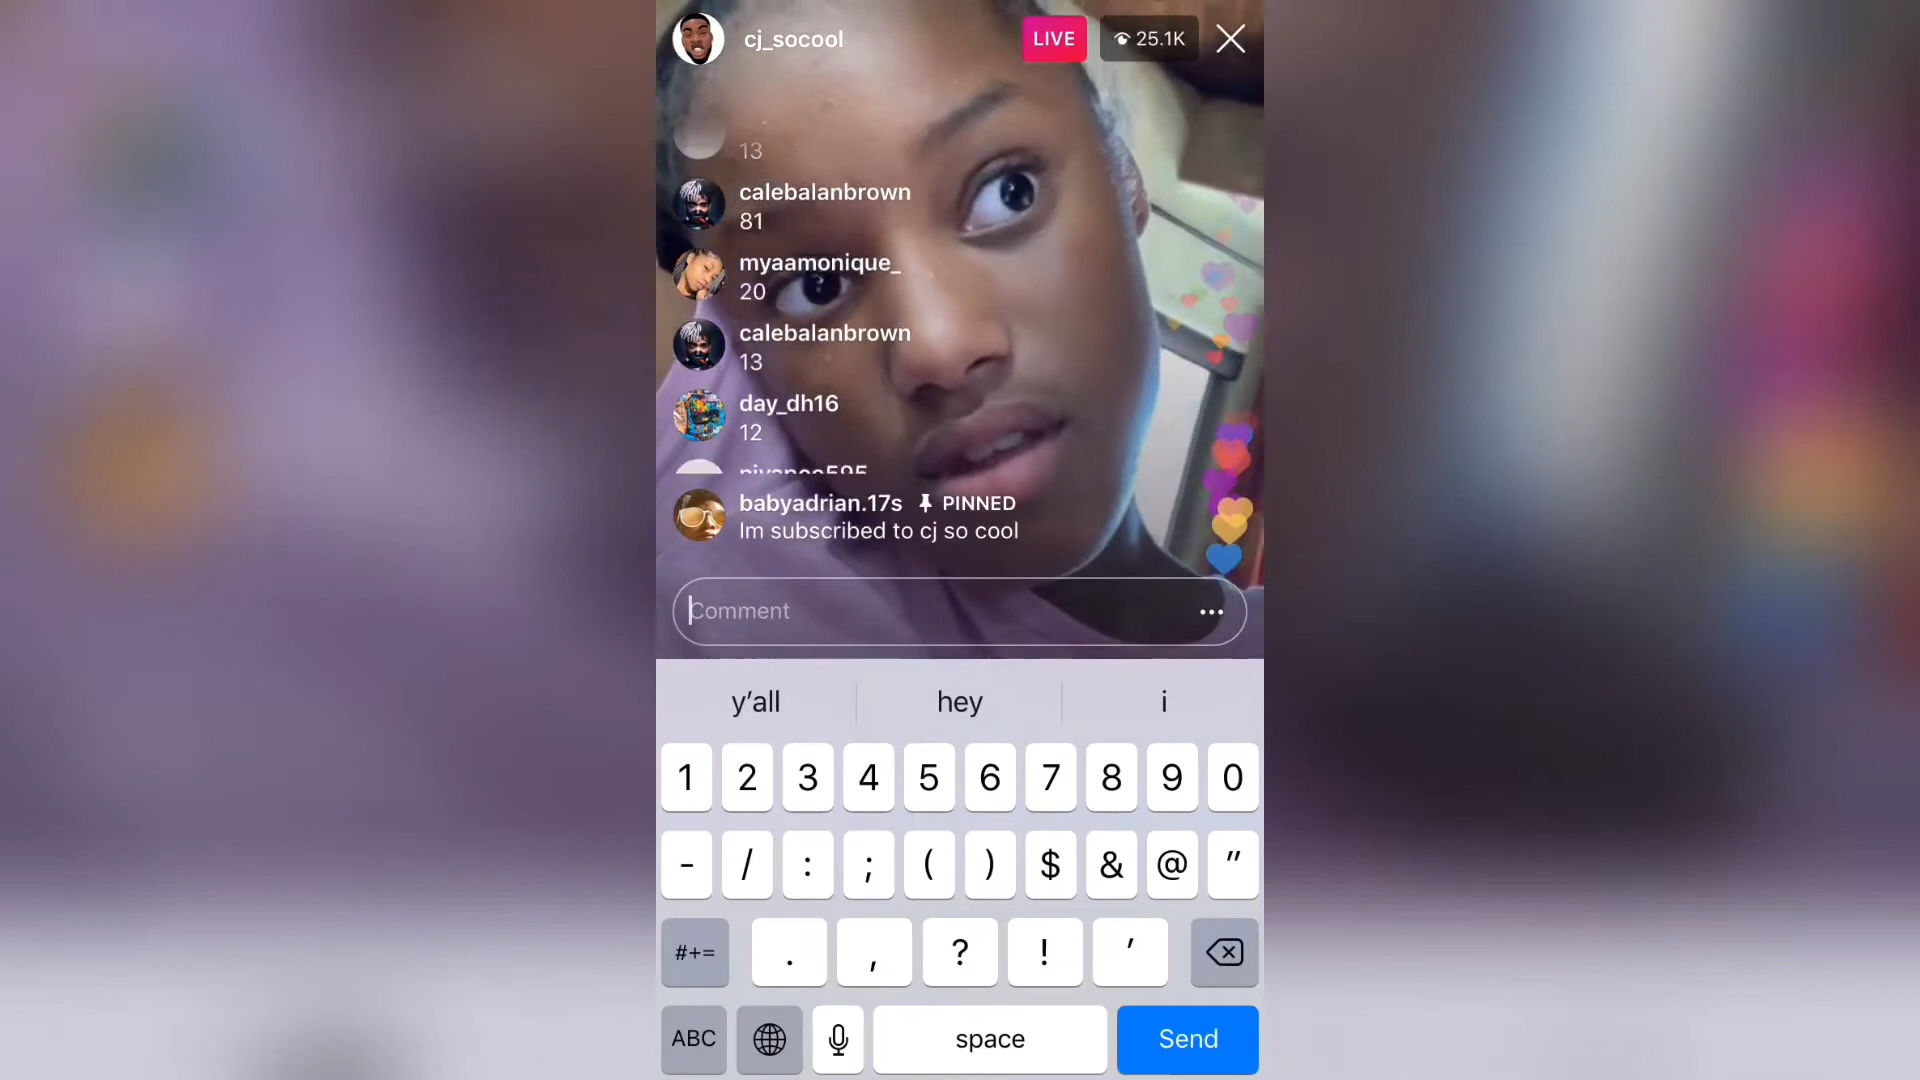 cj_socool
LIVE
25.1K
13
calebalanbrown
81
myaamonique_
20
calebalanbrown
13
day_dh16
12
babyadrian.17s PINNED
Im subscribed to cj so cool
Comment
y’all hey i
1 2 3 4 5 6 7 8 9 0
- / : ; ( ) $ & @ "
#+= . , ? ! ’
ABC space Send